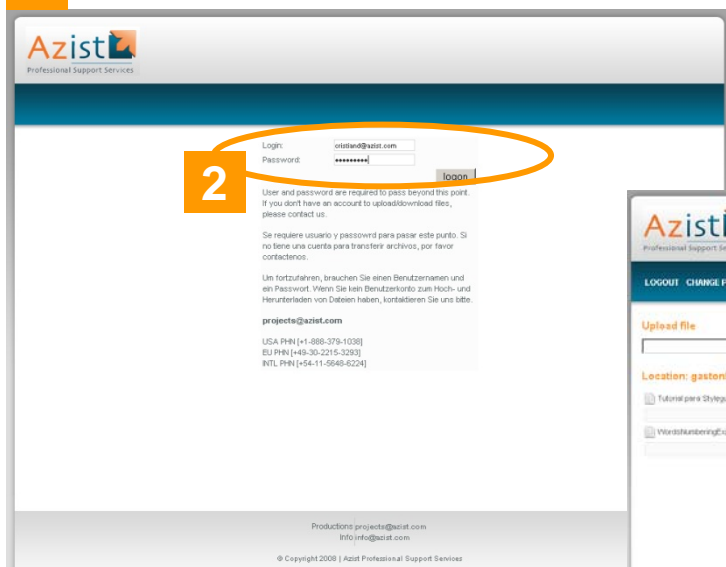 Azist
Professional Support Services
2
Login: cristiand@azist.com
Password: •••••••••
logon
User and password are required to pass beyond this point.
If you don't have an account to upload/download files,
please contact us.
Se requiere usuario y passowrd para pasar este punto. Si
no tiene una cuenta para transferir archivos, por favor
contactenos.
Um fortzufahren, brauchen Sie einen Benutzernamen und
ein Passwort. Wenn Sie kein Benutzerkonto zum Hoch- und
Herunterladen von Dateien haben, kontaktieren Sie uns bitte.
projects@azist.com
USA PHN [+1-888-379-1038]
EU PHN [+49-30-2215-3293]
INTL PHN [+54-11-5648-6224]
Productions projects@azist.com
Info info@azist.com
© Copyright 2008 | Azist Professional Support Services
Azist
Professional Support
LOGOUT CHANGE
Upload file
Location:
Tutorial para